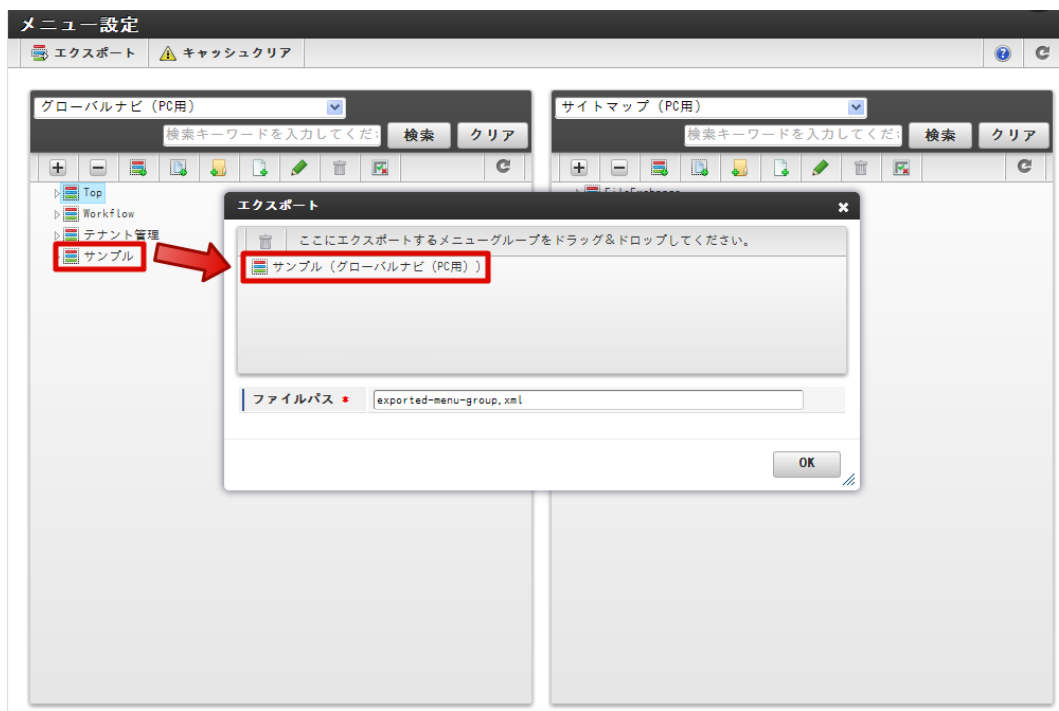 メニュー設定
エクスポート キャッシュクリア
グローバルナビ（PC用）
検索キーワードを入力してくだ 検索 クリア
Top
Workflow
テナント管理
サンプル
サイトマップ（PC用）
検索キーワードを入力してくだ 検索 クリア
エクスポート
ここにエクスポートするメニューグループをドラッグ＆ドロップしてください。
サンプル（グローバルナビ（PC用））
ファイルパス * exported-menu-group.xml
OK